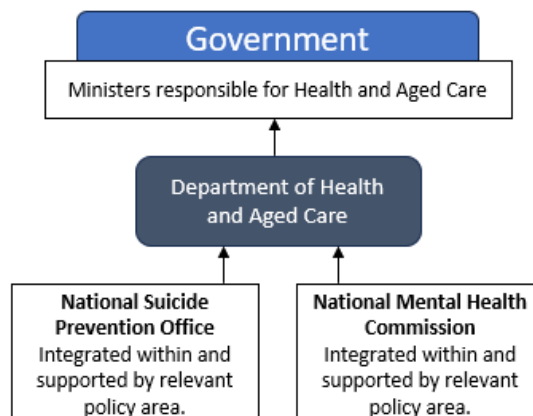 Government
Ministers responsible for Health and Aged Care
Department of Health
and Aged Care
National Suicide
Prevention Office
Integrated within and
supported by relevant
policy area.
National Mental Health
Commission
Integrated within and
supported by relevant
policy area.